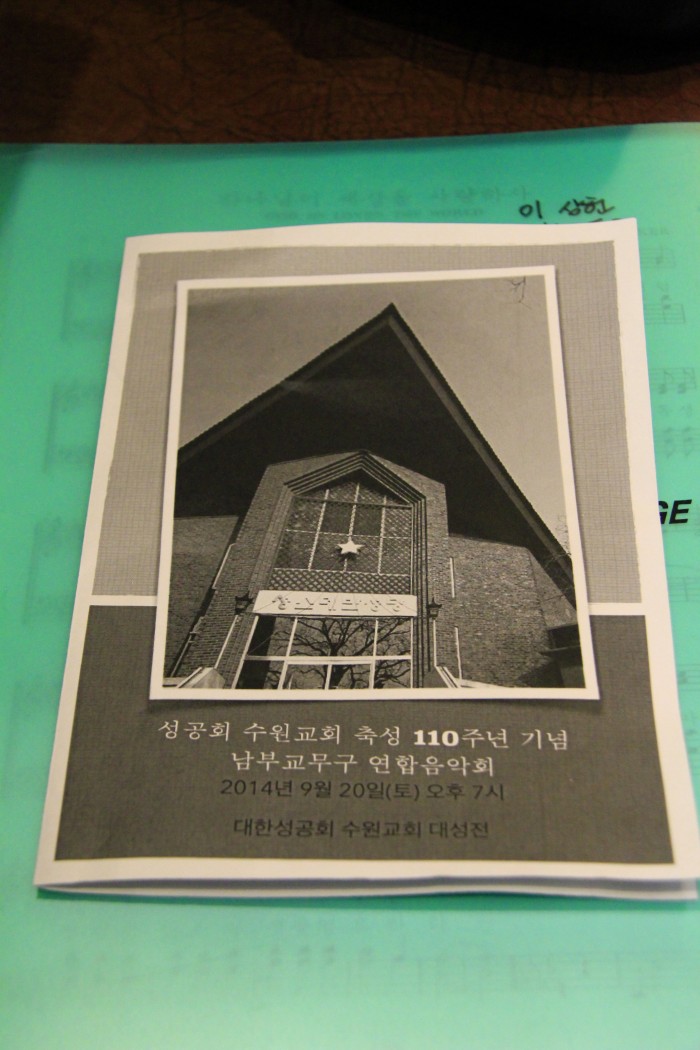 이 상현
GE
성공회 수원교회 축성 110주년 기념
남부교무구 연합음악회
2014년 9월 20일(토) 오후 7시
대한성공회 수원교회 대성전